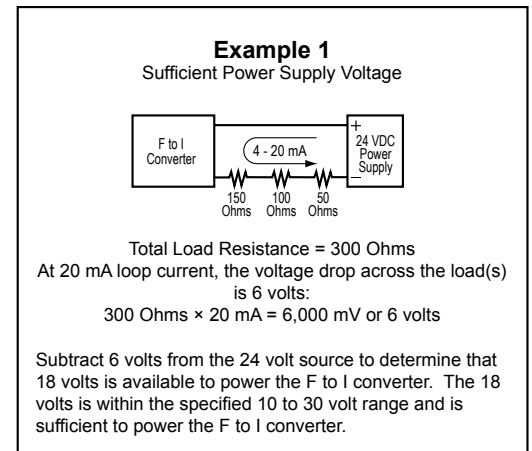 Example 1
Sufficient Power Supply Voltage
F to I
Converter
4 - 20 mA
+
24 VDC
Power
Supply
–
150
Ohms
100
Ohms
50
Ohms
Total Load Resistance = 300 Ohms
At 20 mA loop current, the voltage drop across the load(s)
is 6 volts:
300 Ohms × 20 mA = 6,000 mV or 6 volts
Subtract 6 volts from the 24 volt source to determine that
18 volts is available to power the F to I converter. The 18
volts is within the specified 10 to 30 volt range and is
sufficient to power the F to I converter.